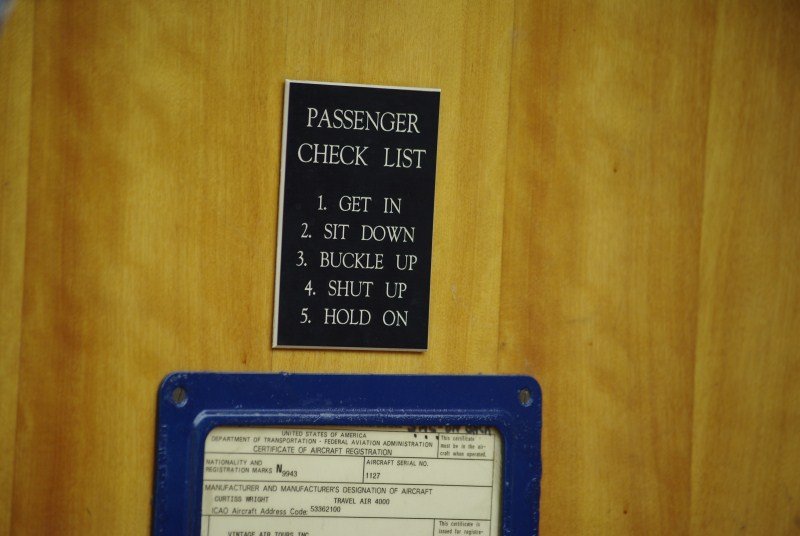 PASSENGER
CHECK LIST
1. GET IN
2. SIT DOWN
3. BUCKLE UP
4. SHUT UP
5. HOLD ON
UNITED STATES OF AMERICA
DEPARTMENT OF TRANSPORTATION - FEDERAL AVIATION ADMINISTRATION
CERTIFICATE OF AIRCRAFT REGISTRATION
This certificate
must be in the air-
craft when operated.
NATIONALITY AND
REGISTRATION MARKS N9943
AIRCRAFT SERIAL NO.
1127
MANUFACTURER AND MANUFACTURER'S DESIGNATION OF AIRCRAFT
CURTISS WRIGHT TRAVEL AIR 4000
ICAO Aircraft Address Code: 53362100
VINTAGE AIR TOURS INC
This certificate is
issued for registra-